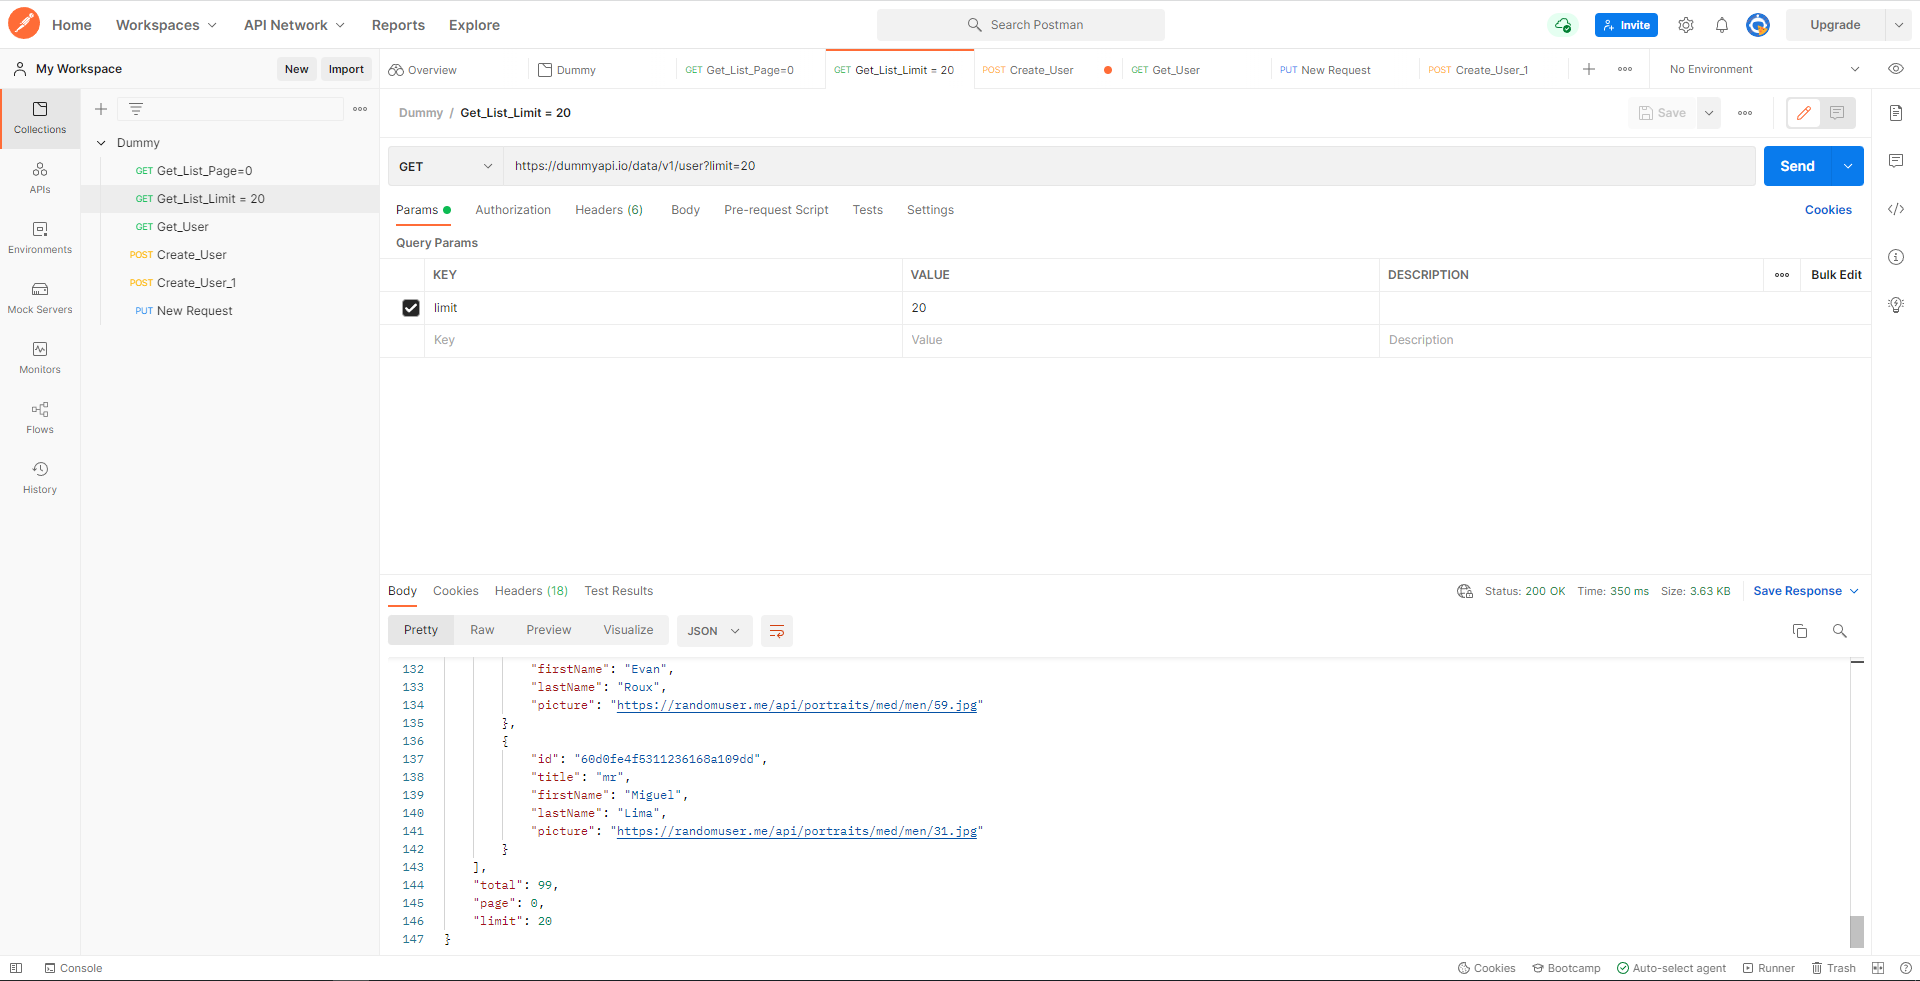 Home Workspaces API Network Reports Explore Search Postman Invite Upgrade
My Workspace New Import Overview Dummy GET Get_List_Page=0 GET Get_List_Limit = 20 POST Create_User GET Get_User PUT New Request POST Create_User_1 No Environment
Collections
APIs
Environments
Mock Servers
Monitors
Flows
History
Dummy
GET Get_List_Page=0
GET Get_List_Limit = 20
GET Get_User
POST Create_User
POST Create_User_1
PUT New Request
Dummy / Get_List_Limit = 20 Save
GET https://dummyapi.io/data/v1/user?limit=20 Send
Params Authorization Headers (6) Body Pre-request Script Tests Settings Cookies
Query Params
KEY VALUE DESCRIPTION Bulk Edit
limit 20
Key Value Description
Body Cookies Headers (18) Test Results Status: 200 OK Time: 350 ms Size: 3.63 KB Save Response
Pretty Raw Preview Visualize JSON
132 "firstName": "Evan",
133 "lastName": "Roux",
134 "picture": "https://randomuser.me/api/portraits/med/men/59.jpg"
135 },
136 {
137 "id": "60d0fe4f5311236168a109dd",
138 "title": "mr",
139 "firstName": "Miguel",
140 "lastName": "Lima",
141 "picture": "https://randomuser.me/api/portraits/med/men/31.jpg"
142 }
143 ],
144 "total": 99,
145 "page": 0,
146 "limit": 20
147 }
Console Cookies Bootcamp Auto-select agent Runner Trash